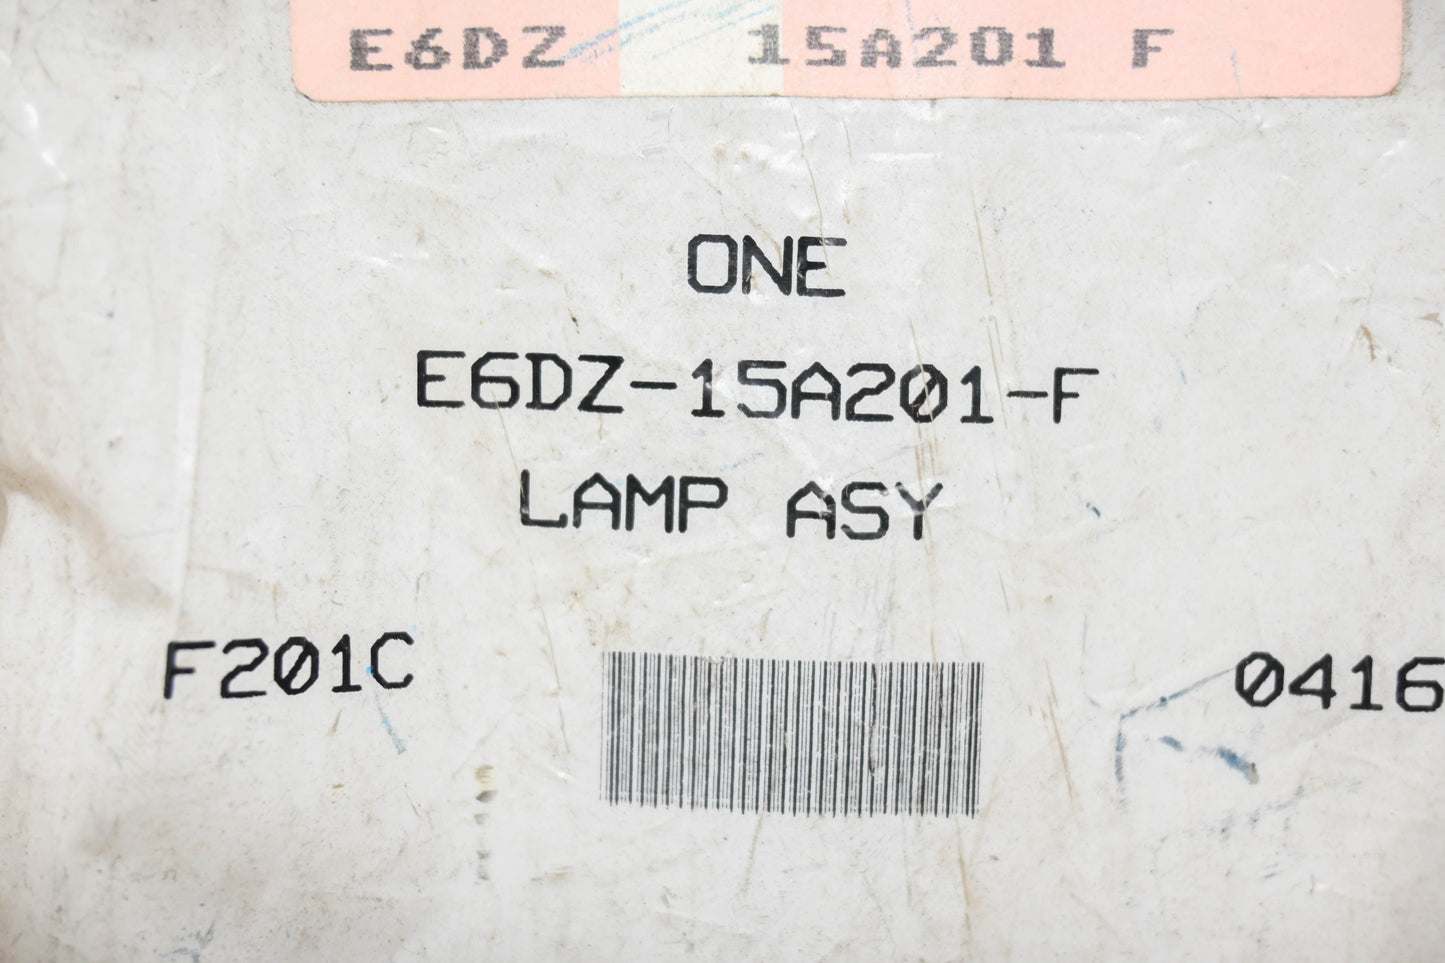 E6DZ 15A201 F
ONE
E6DZ-15A201-F
LAMP ASY
F201C 0416